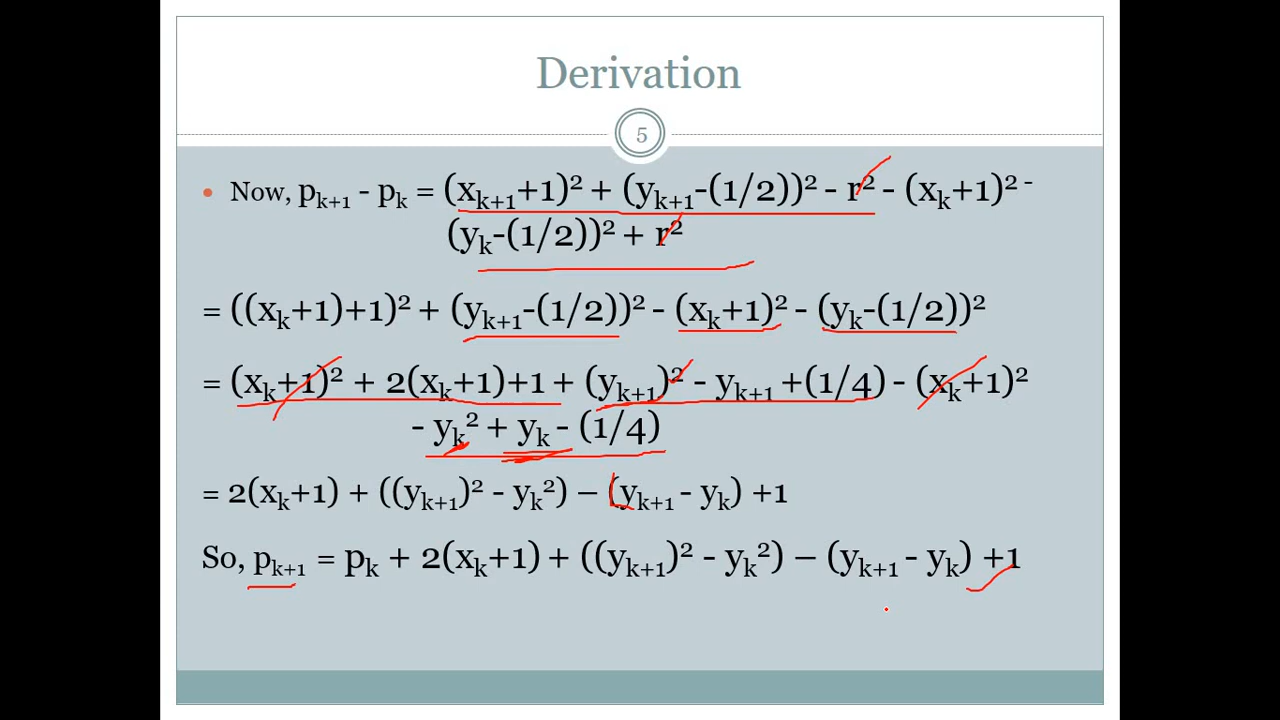 Derivation
5
• Now, pₖ₊₁ - pₖ = (xₖ₊₁+1)² + (yₖ₊₁-(1/2))² - r² - (xₖ+1)² -
(yₖ-(1/2))² + r²
= ((xₖ+1)+1)² + (yₖ₊₁-(1/2))² - (xₖ+1)² - (yₖ-(1/2))²
= (xₖ+1)² + 2(xₖ+1)+1 + (yₖ₊₁)² - yₖ₊₁ +(1/4) - (xₖ+1)²
- yₖ² + yₖ - (1/4)
= 2(xₖ+1) + ((yₖ₊₁)² - yₖ²) – (yₖ₊₁ - yₖ) +1
So, pₖ₊₁ = pₖ + 2(xₖ+1) + ((yₖ₊₁)² - yₖ²) – (yₖ₊₁ - yₖ) +1